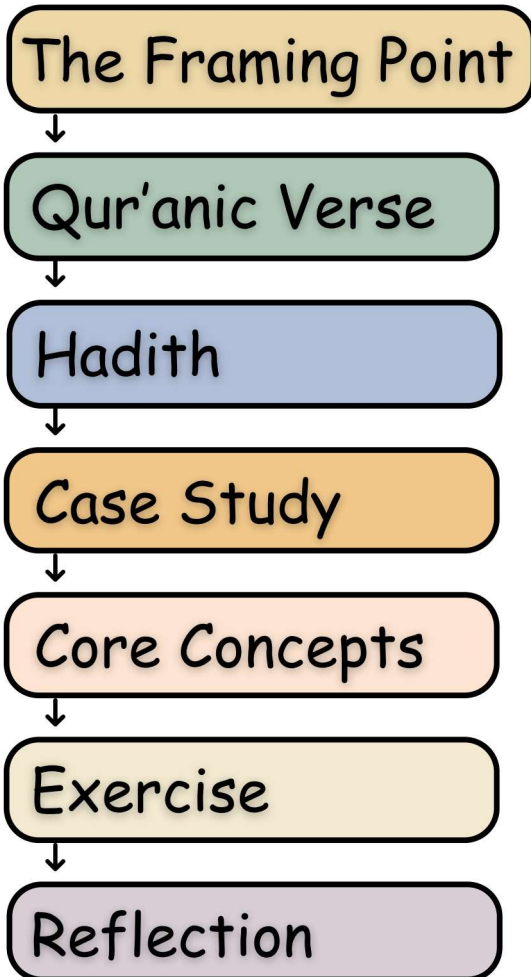 The Framing Point
Qur’anic Verse
Hadith
Case Study
Core Concepts
Exercise
Reflection